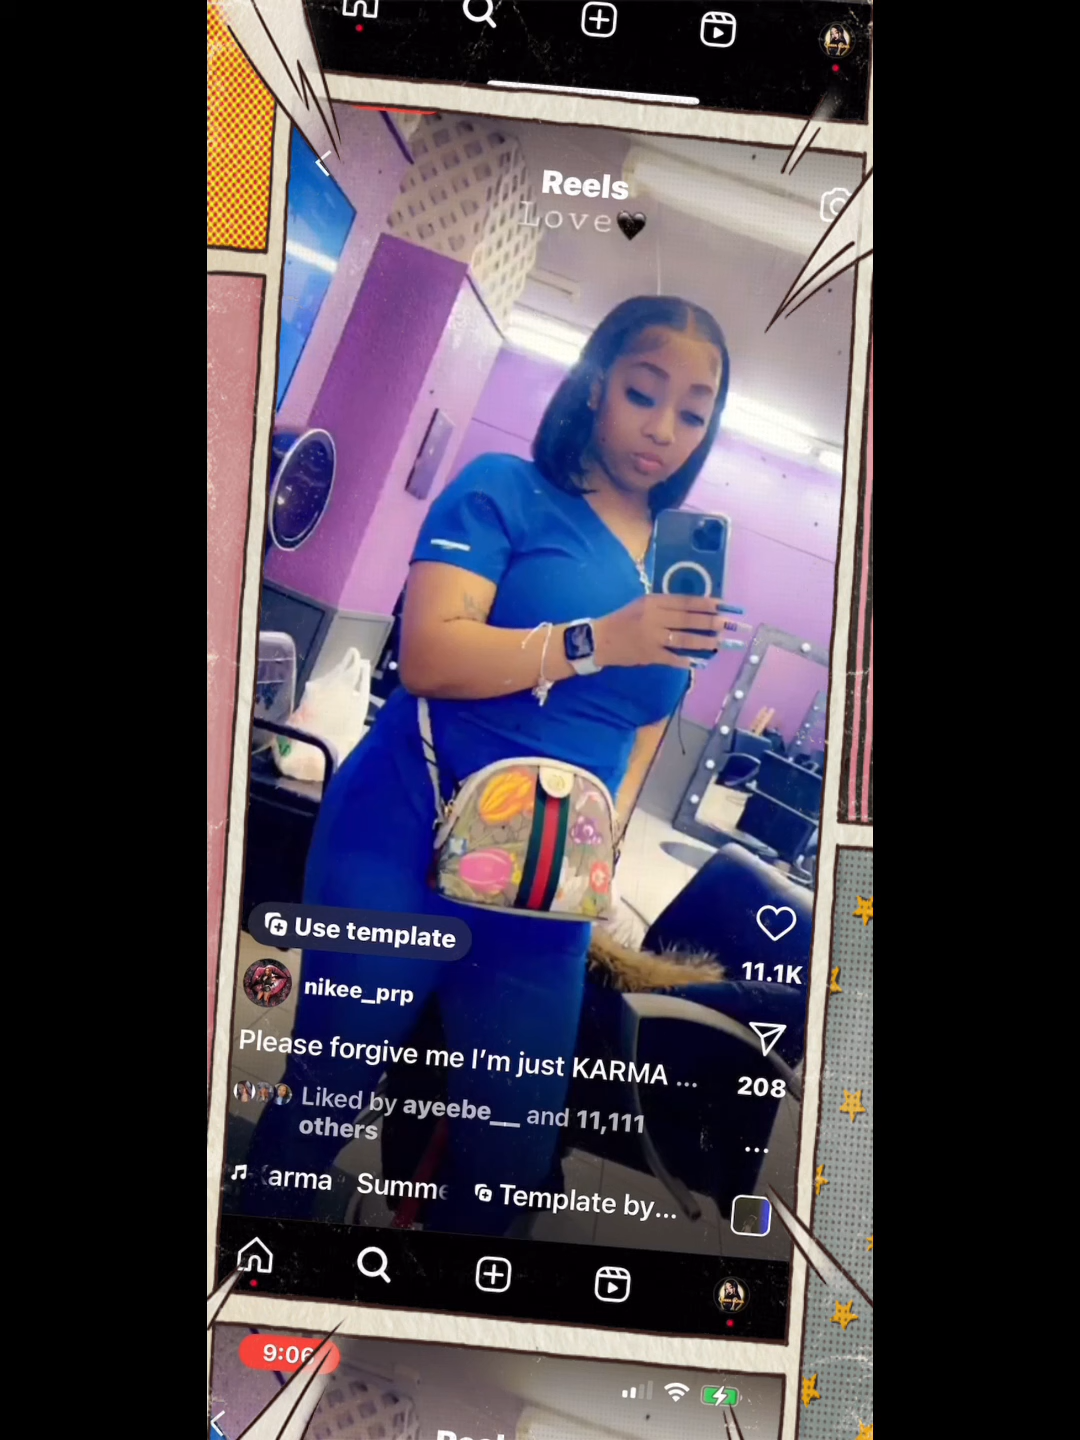 Reels
Love🖤
Use template
nikee_prp
Please forgive me I’m just KARMA ...
Liked by ayeebe__ and 11,111
others
arma Summe
Template by...
11.1K
208
...
9:06